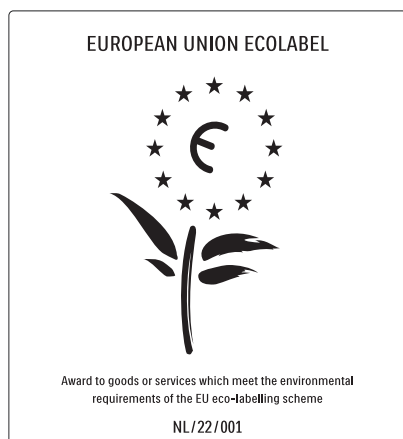 EUROPEAN UNION ECOLABEL
€
Award to goods or services which meet the environmental
requirements of the EU eco-labelling scheme
NL/22/001